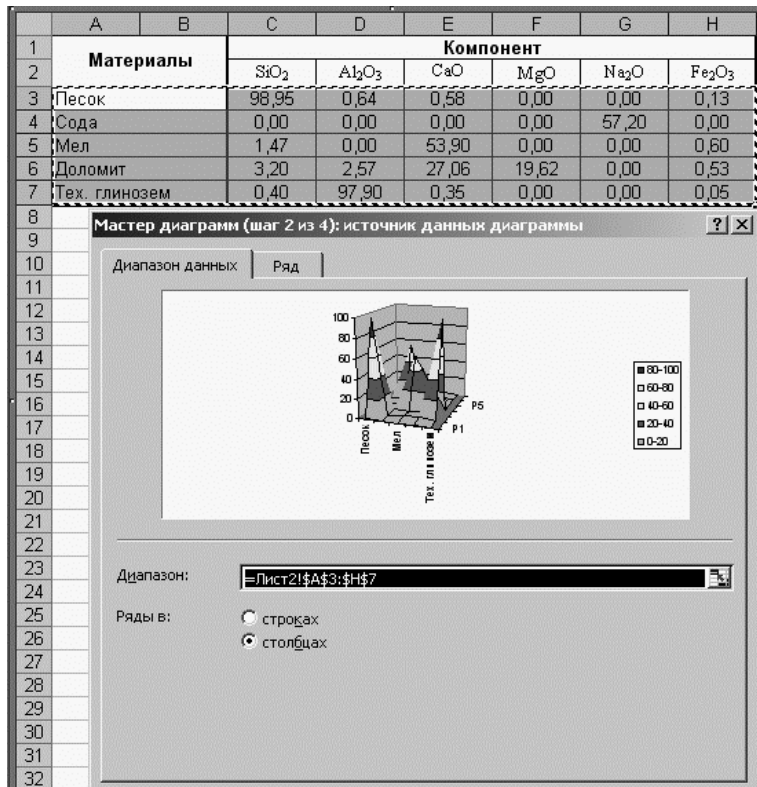 A B C D E F G H
1 Материалы Компонент
2 SiO₂ Al₂O₃ CaO MgO Na₂O Fe₂O₃
3 Песок 98,95 0,64 0,58 0,00 0,00 0,13
4 Сода 0,00 0,00 0,00 0,00 57,20 0,00
5 Мел 1,47 0,00 53,90 0,00 0,00 0,60
6 Доломит 3,20 2,57 27,06 19,62 0,00 0,53
7 Тех. глинозем 0,40 97,90 0,35 0,00 0,00 0,05
8
Мастер диаграмм (шаг 2 из 4): источник данных диаграммы
9
10
Диапазон данных Ряд
11
12
13
14
15
16
17
18
19
20
21
22
23
24
25
26
27
28
29
30
31
32
100
80
60
40
20
0
Песок
Мел
Тех. глинозем
Р1
Р5
80-100
60-80
40-60
20-40
0-20
Диапазон: =Лист2!$A$3:$H$7
Ряды в: строках
столбцах